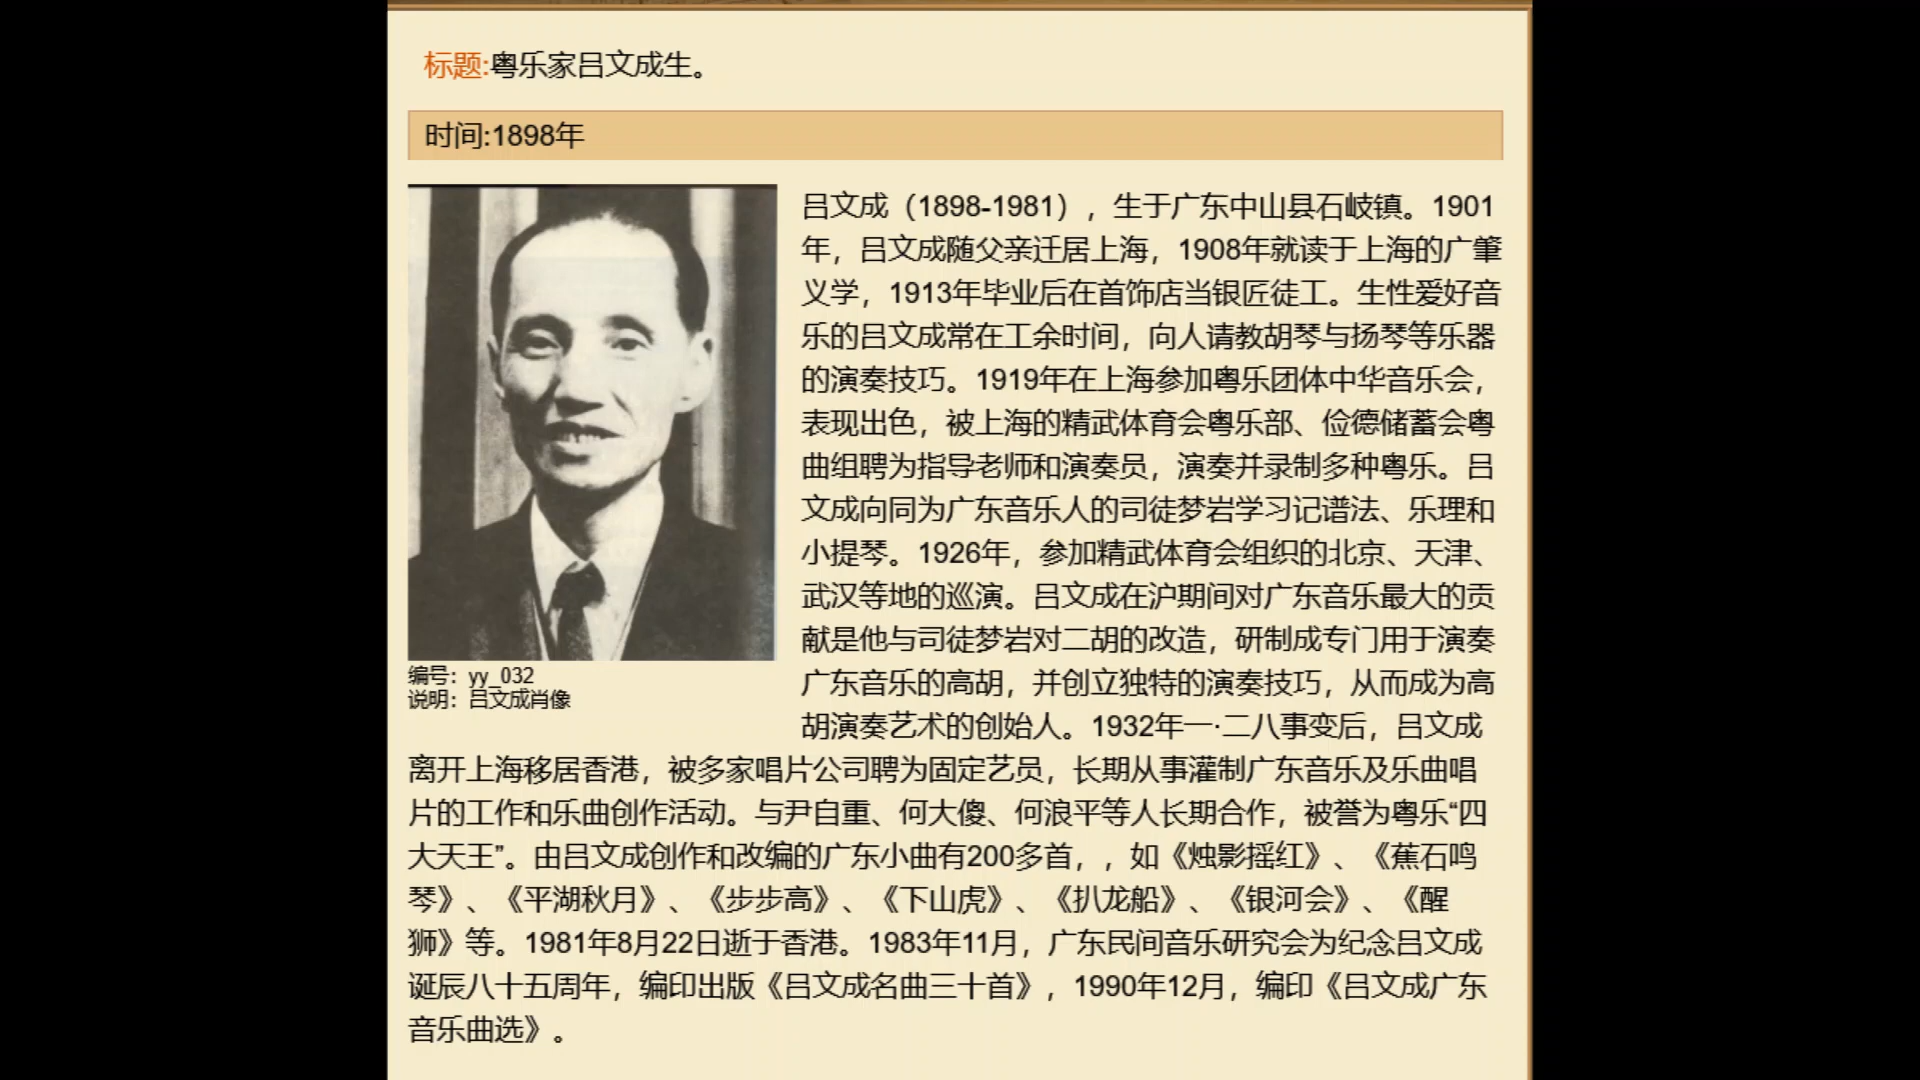 标题:粤乐家吕文成生。
时间:1898年
吕文成（1898-1981），生于广东中山县石岐镇。1901
年，吕文成随父亲迁居上海，1908年就读于上海的广肇
义学，1913年毕业后在首饰店当银匠徒工。生性爱好音
乐的吕文成常在工余时间，向人请教胡琴与扬琴等乐器
的演奏技巧。1919年在上海参加粤乐团体中华音乐会，
表现出色，被上海的精武体育会粤乐部、俭德储蓄会粤
曲组聘为指导老师和演奏员，演奏并录制多种粤乐。吕
文成向同为广东音乐人的司徒梦岩学习记谱法、乐理和
小提琴。1926年，参加精武体育会组织的北京、天津、
武汉等地的巡演。吕文成在沪期间对广东音乐最大的贡
献是他与司徒梦岩对二胡的改造，研制成专门用于演奏
广东音乐的高胡，并创立独特的演奏技巧，从而成为高
胡演奏艺术的创始人。1932年一·二八事变后，吕文成
离开上海移居香港，被多家唱片公司聘为固定艺员，长期从事灌制广东音乐及乐曲唱
片的工作和乐曲创作活动。与尹自重、何大傻、何浪平等人长期合作，被誉为粤乐“四
大天王”。由吕文成创作和改编的广东小曲有200多首，，如《烛影摇红》、《蕉石鸣
琴》、《平湖秋月》、《步步高》、《下山虎》、《扒龙船》、《银河会》、《醒
狮》等。1981年8月22日逝于香港。1983年11月，广东民间音乐研究会为纪念吕文成
诞辰八十五周年，编印出版《吕文成名曲三十首》，1990年12月，编印《吕文成广东
音乐曲选》。
编号：yy_032
说明：吕文成肖像